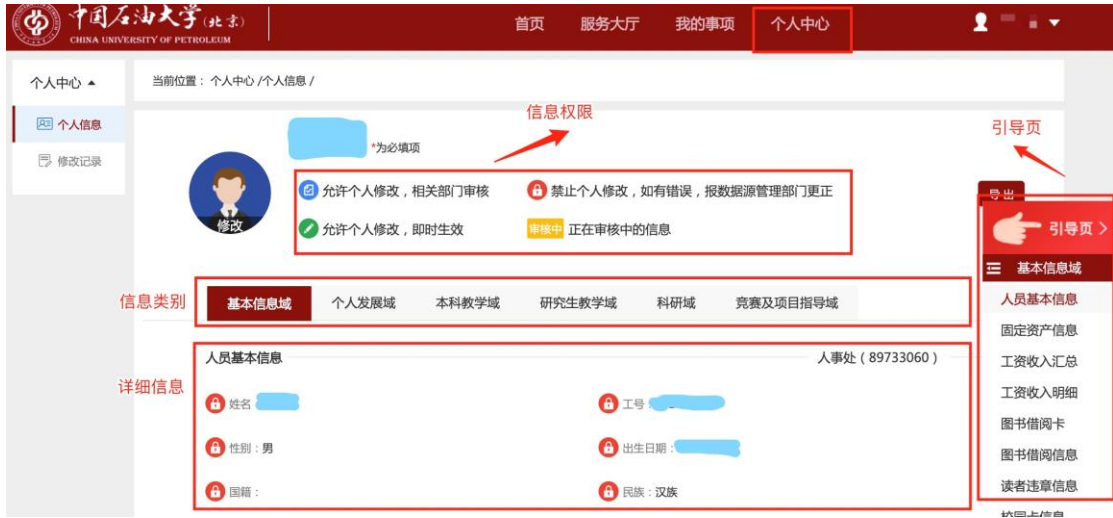 中国石油大学(北京)
CHINA UNIVERSITY OF PETROLEUM
首页 服务大厅 我的事项 个人中心
个人中心
当前位置： 个人中心 /个人信息 /
个人信息
修改记录
信息权限
引导页
*为必填项
允许个人修改，相关部门审核
禁止个人修改，如有错误，报数据源管理部门更正
允许个人修改，即时生效
审核中 正在审核中的信息
修改
导出
引导页 >
基本信息域
人员基本信息
固定资产信息
工资收入汇总
工资收入明细
图书借阅卡
图书借阅信息
读者违章信息
校园卡信息
信息类别
基本信息域 个人发展域 本科教学域 研究生教学域 科研域 竞赛及项目指导域
详细信息
人员基本信息
人事处（89733060）
姓名
工号：
性别：男
出生日期：
国籍：
民族：汉族